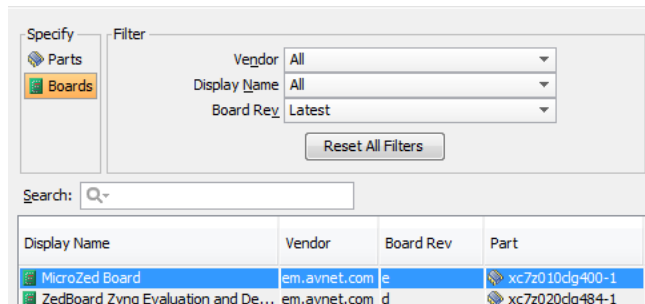 Specify Filter
Parts
Vendor All
Boards
Display Name All
Board Rev Latest
Reset All Filters
Search:
Display Name Vendor Board Rev Part
MicroZed Board em.avnet.com e xc7z010clg400-1
ZedBoard Zynq Evaluation and De... em.avnet.com d xc7z020clg484-1